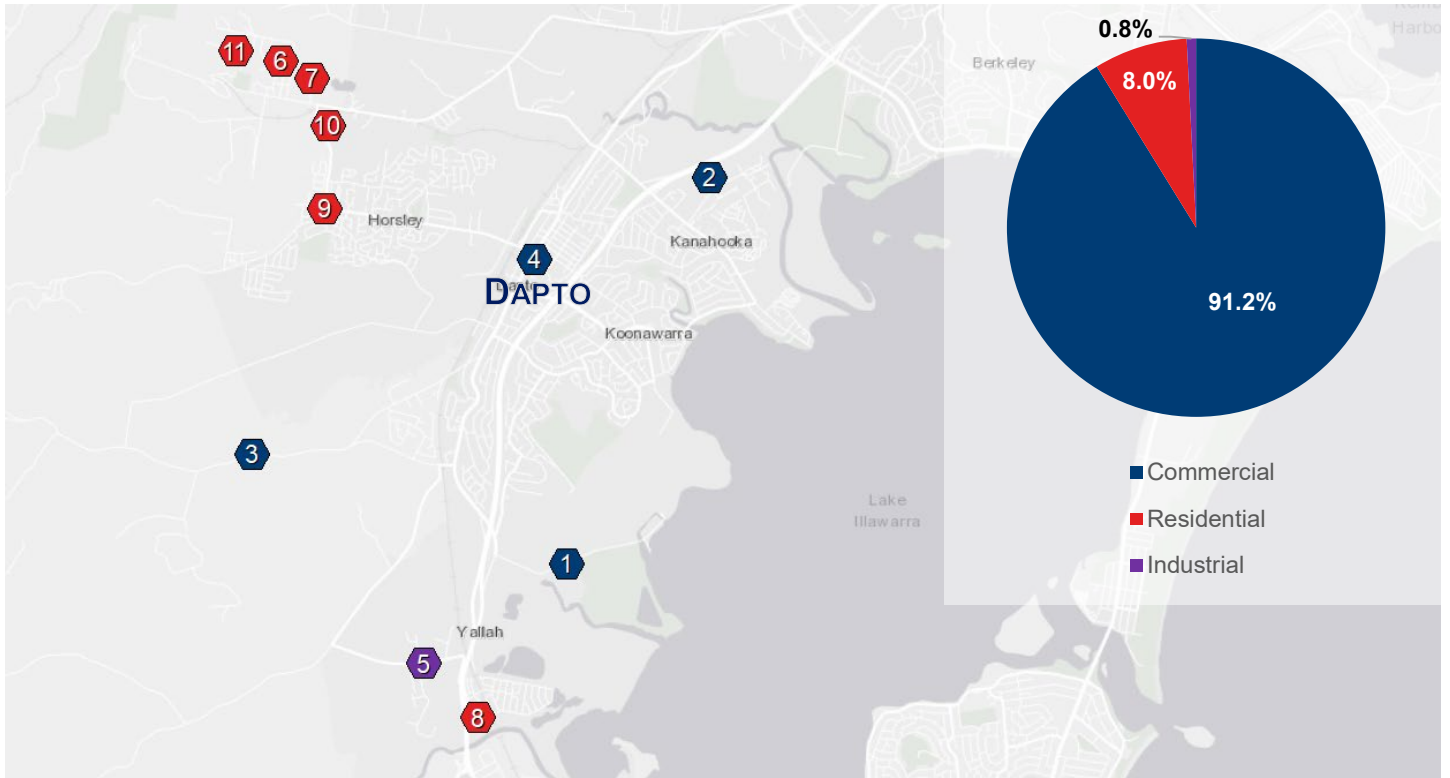 0.8%
8.0%
91.2%
Commercial
Residential
Industrial
Harbo
Berkeley
11
6
7
10
2
9
Horsley
Kanahooka
4
DAPTO
Koonawarra
3
Lake
Illawarra
1
Yallah
5
8